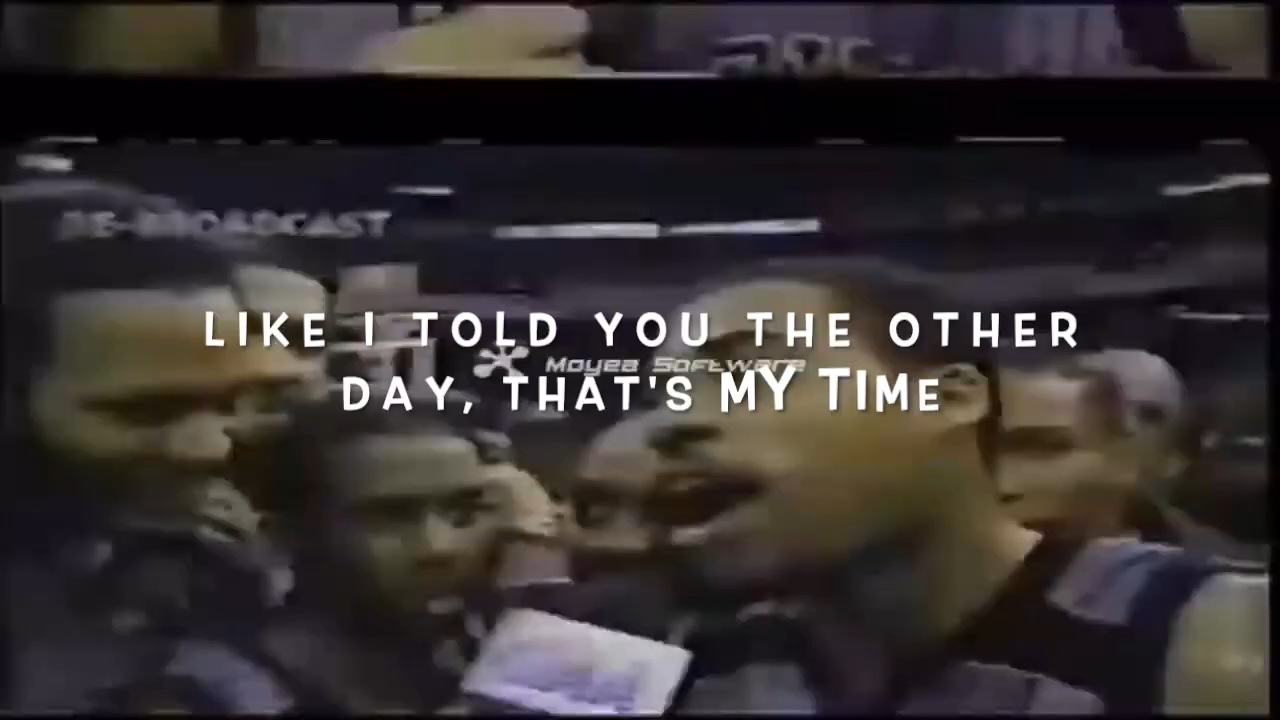 RE-BROADCAST
LIKE I TOLD YOU THE OTHER
Moyea Software
DAY, THAT'S MY TIME